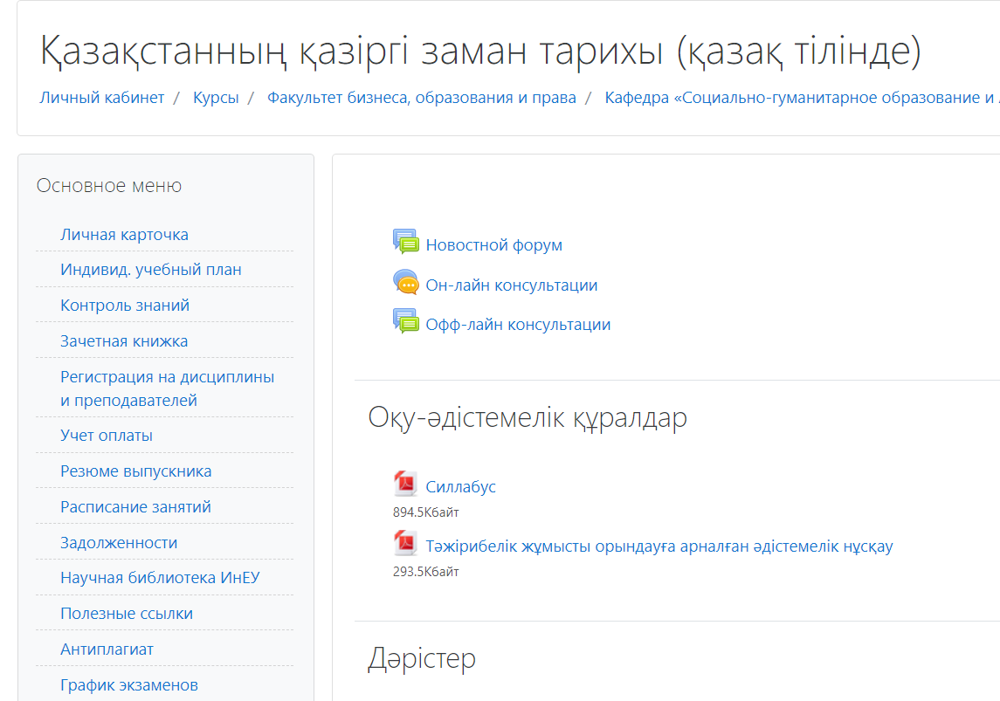 Қазақстанның қазіргі заман тарихы (қазақ тілінде)
Личный кабинет / Курсы / Факультет бизнеса, образования и права / Кафедра «Социально-гуманитарное образование и
Основное меню
Личная карточка
Индивид. учебный план
Контроль знаний
Зачетная книжка
Регистрация на дисциплины
и преподавателей
Учет оплаты
Резюме выпускника
Расписание занятий
Задолженности
Научная библиотека ИнЕУ
Полезные ссылки
Антиплагиат
График экзаменов
Новостной форум
Он-лайн консультации
Офф-лайн консультации
Оқу-әдістемелік құралдар
Силлабус
894.5Кбайт
Тәжірибелік жұмысты орындауға арналған әдістемелік нұсқау
293.5Кбайт
Дәрістер